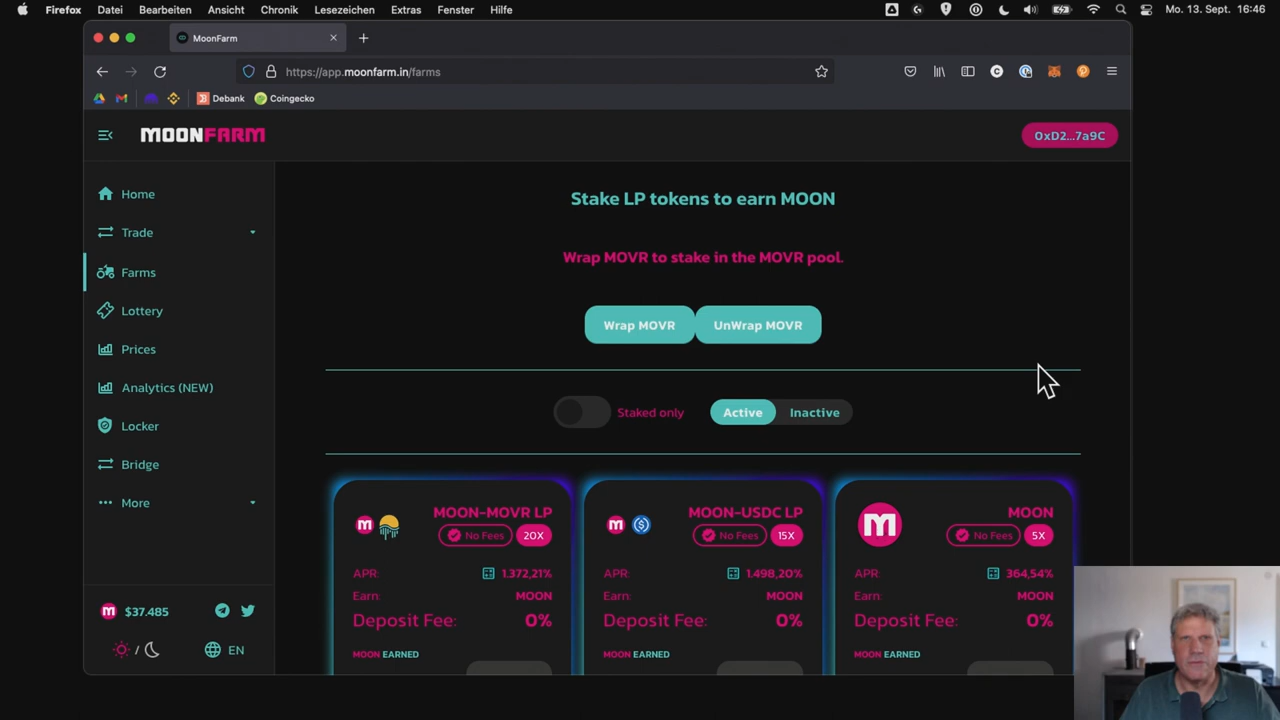 Firefox Datei Bearbeiten Ansicht Chronik Lesezeichen Extras Fenster Hilfe Mo. 13. Sept. 16:46
MoonFarm
https://app.moonfarm.in/farms
Debank Coingecko
MOONFARM
0xD2...7a9C
Home
Trade
Farms
Lottery
Prices
Analytics (NEW)
Locker
Bridge
More
$37.485
/
EN
Stake LP tokens to earn MOON
Wrap MOVR to stake in the MOVR pool.
Wrap MOVR UnWrap MOVR
Staked only Active Inactive
MOON-MOVR LP
No Fees 20X
APR: 1.372,21%
Earn: MOON
Deposit Fee: 0%
MOON EARNED
MOON-USDC LP
No Fees 15X
APR: 1.498,20%
Earn: MOON
Deposit Fee: 0%
MOON EARNED
MOON
No Fees 5X
APR: 364,54%
Earn: MOON
Deposit Fee: 0%
MOON EARNED